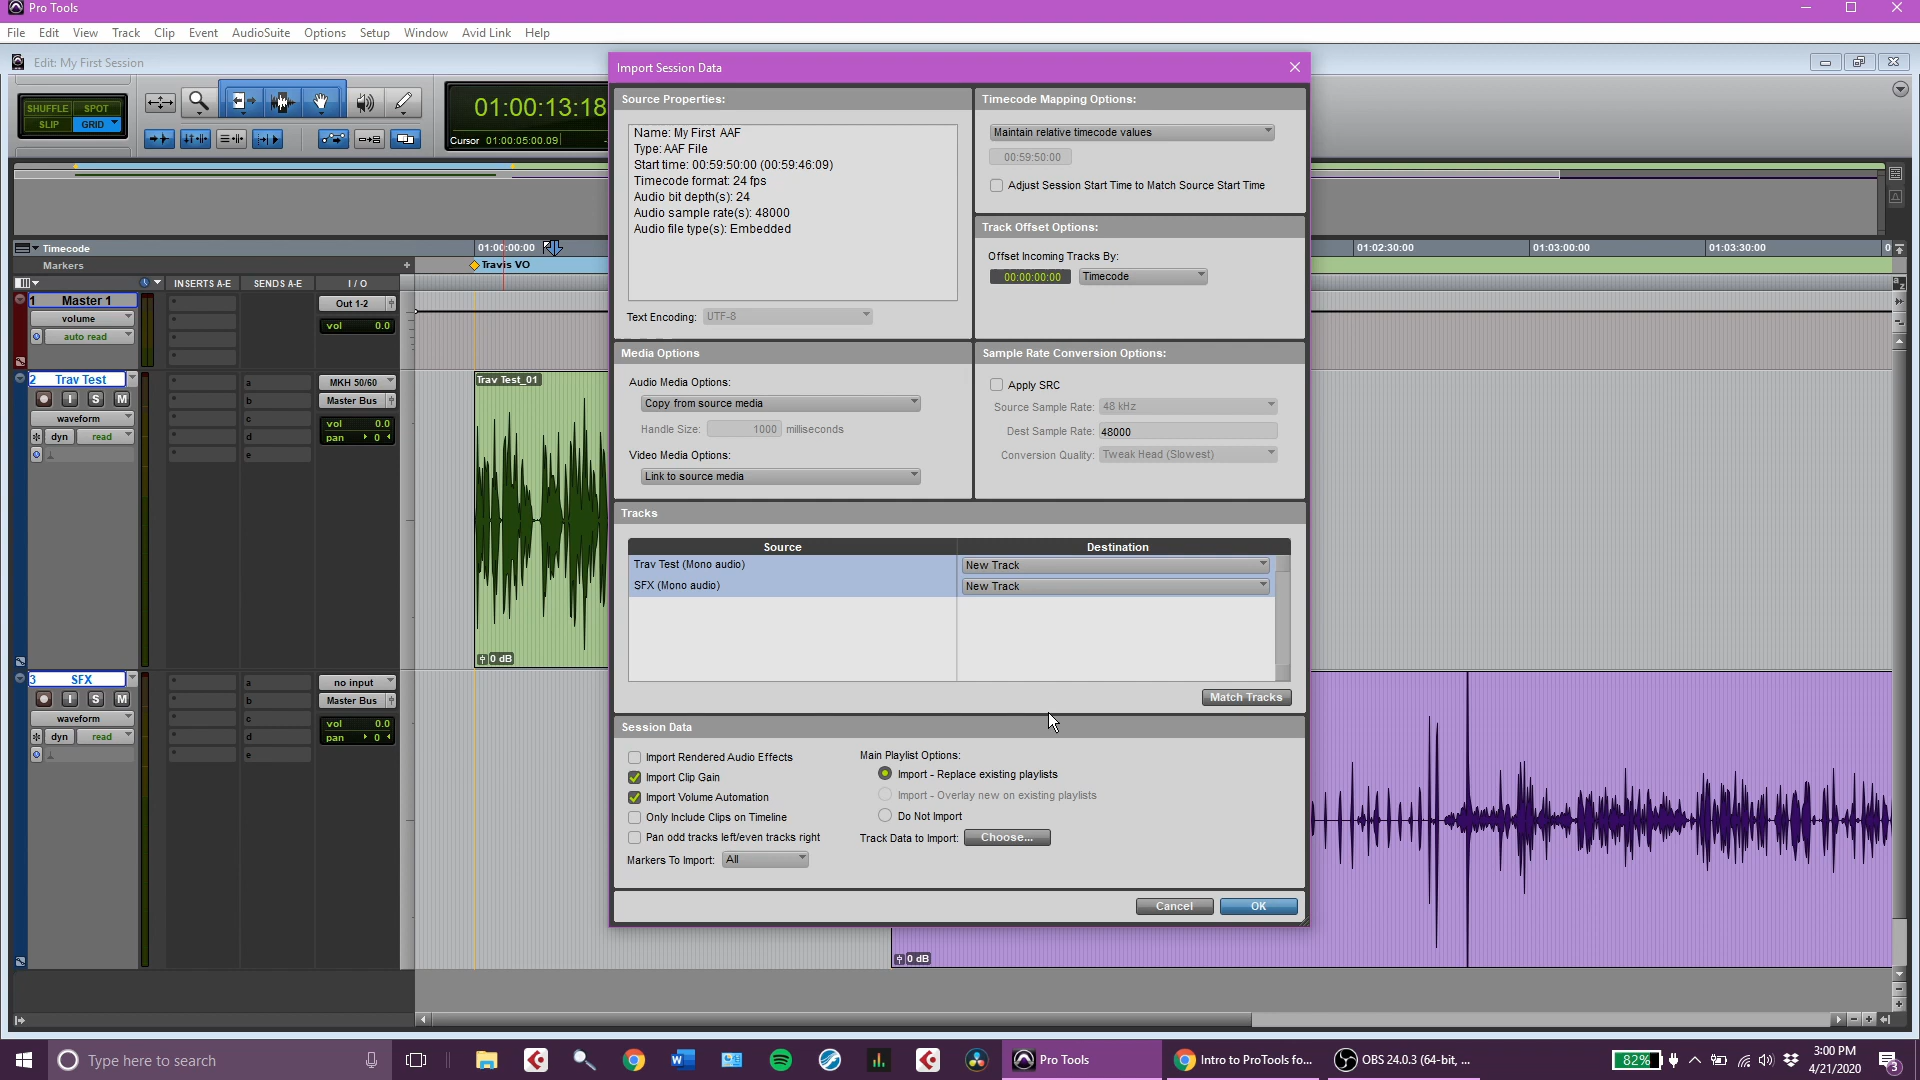 Pro Tools
File Edit View Track Clip Event AudioSuite Options Setup Window Avid Link Help
Edit: My First Session
SHUFFLE SPOT
SLIP GRID
01:00:13:18
Cursor 01:00:05:00.09
Timecode
01:00:00:00
01:02:30:00 01:03:00:00 01:03:30:00 0
Markers
+
Travis VO
INSERTS A-E SENDS A-E I / O
1 Master 1
volume
auto read
Out 1-2
vol 0.0
2 Trav Test
I S M
waveform
dyn read
a
b
c
d
e
MKH 50/60
Master Bus
vol 0.0
pan 0
Trav Test_01
0 dB
3 SFX
I S M
waveform
dyn read
a
b
c
d
e
no input
Master Bus
vol 0.0
pan 0
0 dB
Import Session Data
Source Properties:
Name: My First AAF
Type: AAF File
Start time: 00:59:50:00 (00:59:46:09)
Timecode format: 24 fps
Audio bit depth(s): 24
Audio sample rate(s): 48000
Audio file type(s): Embedded
Text Encoding: UTF-8
Timecode Mapping Options:
Maintain relative timecode values
00:59:50:00
Adjust Session Start Time to Match Source Start Time
Track Offset Options:
Offset Incoming Tracks By:
00:00:00:00 Timecode
Media Options
Audio Media Options:
Copy from source media
Handle Size: 1000 milliseconds
Video Media Options:
Link to source media
Sample Rate Conversion Options:
Apply SRC
Source Sample Rate: 48 kHz
Dest Sample Rate: 48000
Conversion Quality: Tweak Head (Slowest)
Tracks
Source Destination
Trav Test (Mono audio) New Track
SFX (Mono audio) New Track
Match Tracks
Session Data
Import Rendered Audio Effects
Import Clip Gain
Import Volume Automation
Only Include Clips on Timeline
Pan odd tracks left/even tracks right
Markers To Import: All
Main Playlist Options:
Import - Replace existing playlists
Import - Overlay new on existing playlists
Do Not Import
Track Data to Import: Choose...
Cancel OK
Type here to search
Pro Tools
Intro to ProTools fo...
OBS 24.0.3 (64-bit, ...
82%
3:00 PM
4/21/2020
3